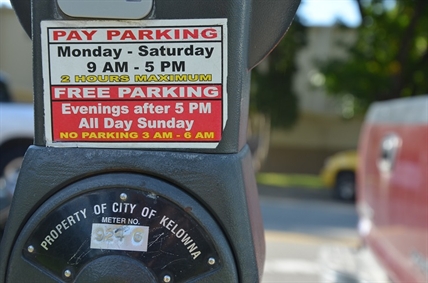 PAY PARKING
Monday - Saturday
9 AM - 5 PM
2 HOURS MAXIMUM
FREE PARKING
Evenings after 5 PM
All Day Sunday
NO PARKING 3 AM - 6 AM
PROPERTY OF CITY OF KELOWNA
METER NO.